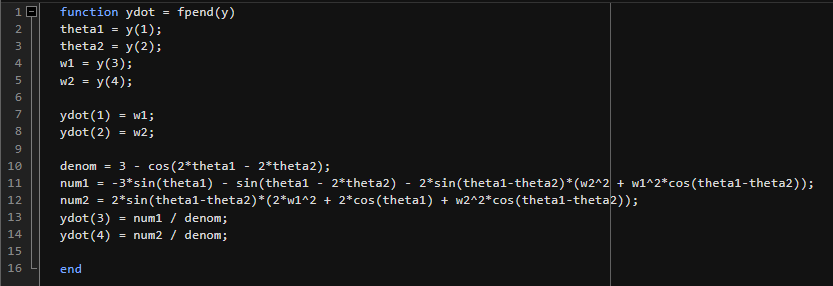 1 function ydot = fpend(y)
2 theta1 = y(1);
3 theta2 = y(2);
4 w1 = y(3);
5 w2 = y(4);
6
7 ydot(1) = w1;
8 ydot(2) = w2;
9
10 denom = 3 - cos(2*theta1 - 2*theta2);
11 num1 = -3*sin(theta1) - sin(theta1 - 2*theta2) - 2*sin(theta1-theta2)*(w2^2 + w1^2*cos(theta1-theta2));
12 num2 = 2*sin(theta1-theta2)*(2*w1^2 + 2*cos(theta1) + w2^2*cos(theta1-theta2));
13 ydot(3) = num1 / denom;
14 ydot(4) = num2 / denom;
15
16 end